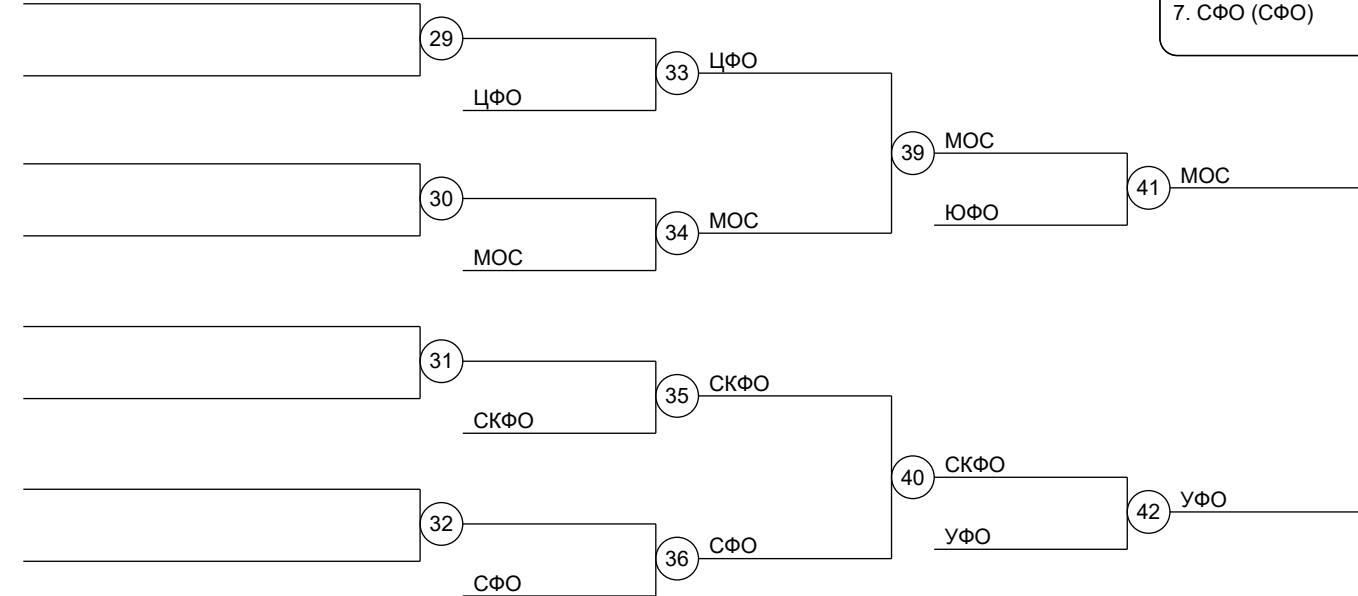 7. СФО (СФО)
29
33 ЦФО
ЦФО
39 МОС
41 МОС
30
34 МОС
ЮФО
МОС
31
35 СКФО
СКФО
40 СКФО
42 УФО
32
36 СФО
УФО
СФО